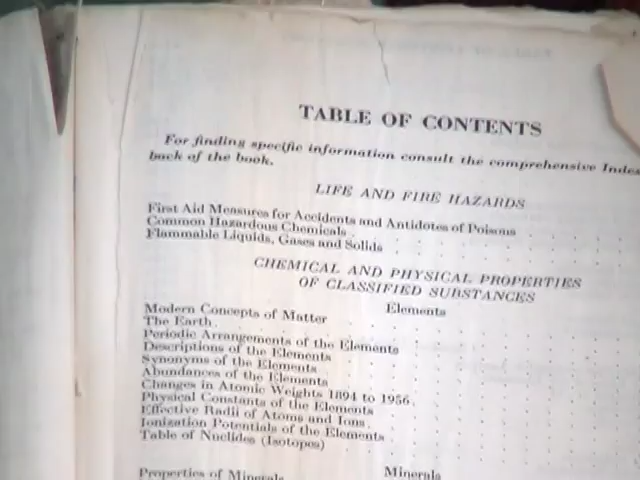 TABLE OF CONTENTS
For finding specific information consult the comprehensive Index
back of the book.
LIFE AND FIRE HAZARDS
First Aid Measures for Accidents and Antidotes of Poisons
Common Hazardous Chemicals
Flammable Liquids, Gases and Solids
CHEMICAL AND PHYSICAL PROPERTIES
OF CLASSIFIED SUBSTANCES
Elements
Modern Concepts of Matter
The Earth
Periodic Arrangements of the Elements
Descriptions of the Elements
Synonyms of the Elements
Abundances of the Elements
Changes in Atomic Weights 1894 to 1956
Physical Constants of the Elements
Effective Radii of Atoms and Ions
Ionization Potentials of the Elements
Table of Nuclides (Isotopes)
Minerals
Properties of Minerals